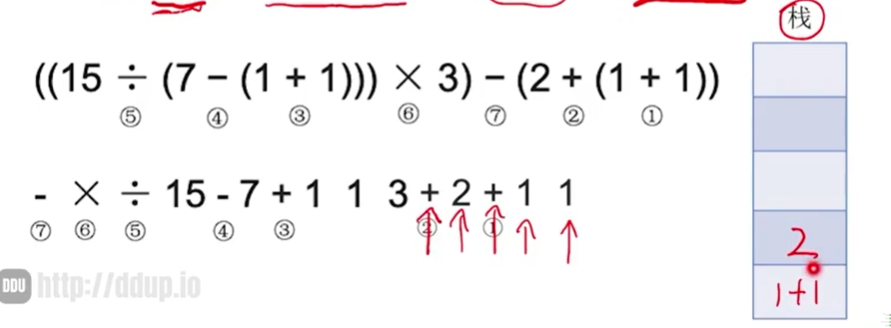 栈
((15 ÷ (7 − (1 + 1))) × 3) − (2 + (1 + 1))
⑤ ④ ③ ⑥ ⑦ ② ①
- × ÷ 15 - 7 + 1 1 3 + 2 + 1 1
⑦ ⑥ ⑤ ④ ③ ② ①
2
1+1
DDU http://ddup.io